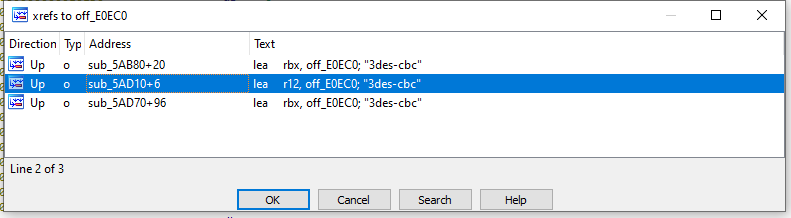 xrefs to off_E0EC0
Direction Typ Address Text
Up o sub_5AB80+20 lea rbx, off_E0EC0; "3des-cbc"
Up o sub_5AD10+6 lea r12, off_E0EC0; "3des-cbc"
Up o sub_5AD70+96 lea rbx, off_E0EC0; "3des-cbc"
Line 2 of 3
OK Cancel Search Help